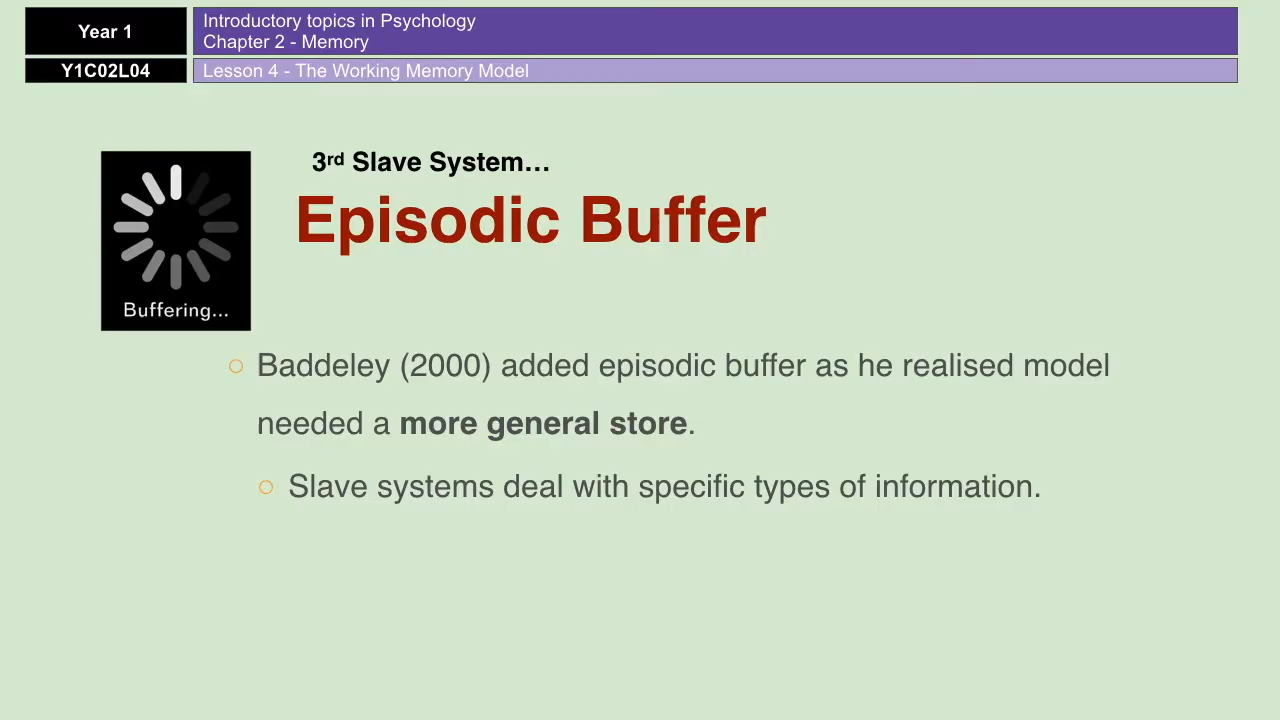 Year 1
Introductory topics in Psychology
Chapter 2 - Memory
Y1C02L04
Lesson 4 - The Working Memory Model
3rd Slave System...
Episodic Buffer
Buffering...
Baddeley (2000) added episodic buffer as he realised model
needed a more general store.
Slave systems deal with specific types of information.